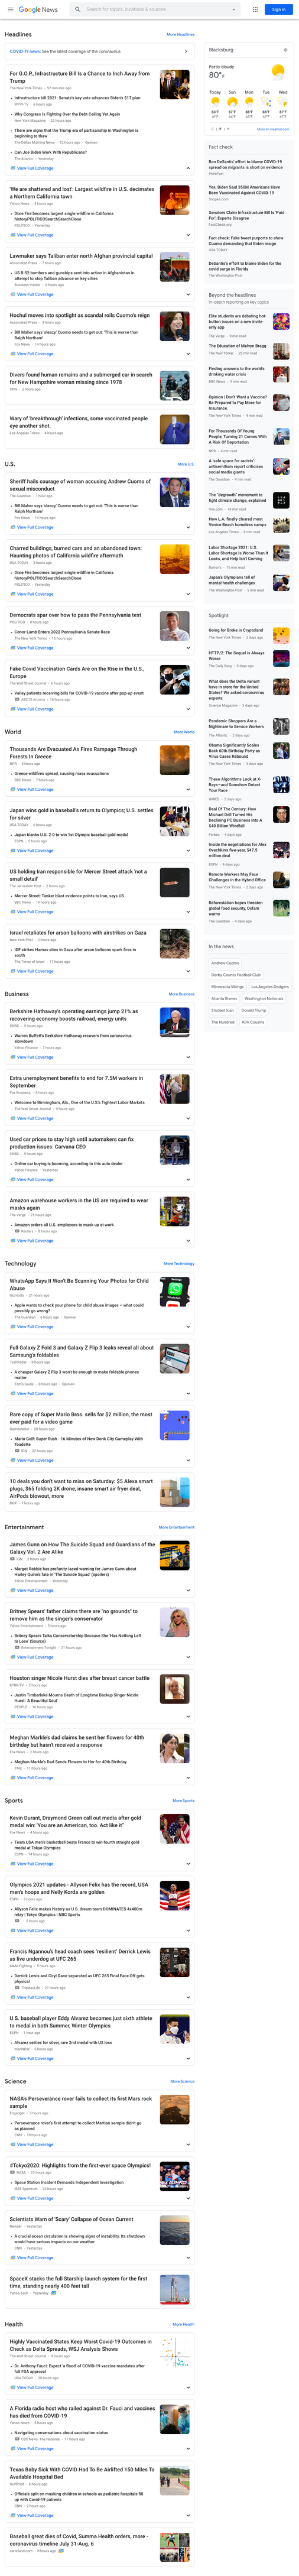 Google News
Search for topics, locations & sources
Sign in
Headlines
More Headlines
COVID-19 news: See the latest coverage of the coronavirus
For G.O.P., Infrastructure Bill Is a Chance to Inch Away from
Trump
The New York Times · 52 minutes ago
Infrastructure bill 2021: Senate's key vote advances Biden's $1T plan
WPTA-TV · 6 hours ago
Why Congress Is Fighting Over the Debt Ceiling Yet Again
New York Magazine · 22 hours ago
There are signs that the Trump era of partisanship in Washington is
beginning to thaw
The Dallas Morning News · 12 hours ago · Opinion
Can Joe Biden Work With Republicans?
The Atlantic · Yesterday
View Full Coverage
'We are shattered and lost': Largest wildfire in U.S. decimates
a Northern California town
Yahoo News · 3 hours ago
Dixie Fire becomes largest single wildfire in California
historyPOLITICOSearchSearchClose
POLITICO · Yesterday
View Full Coverage
Lawmaker says Taliban enter north Afghan provincial capital
Associated Press · 7 hours ago
US B-52 bombers and gunships sent into action in Afghanistan in
attempt to stop Taliban advance on key cities
Business Insider · 4 hours ago
View Full Coverage
Hochul moves into spotlight as scandal roils Cuomo's reign
Associated Press · 4 hours ago
Bill Maher says 'sleazy' Cuomo needs to get out: 'This is worse than
Ralph Northam'
Fox News · 14 hours ago
View Full Coverage
Divers found human remains and a submerged car in search
for New Hampshire woman missing since 1978
CNN · 2 hours ago
Wary of 'breakthrough' infections, some vaccinated people
eye another shot.
Los Angeles Times · 4 hours ago
U.S.
More U.S.
Sheriff hails courage of woman accusing Andrew Cuomo of
sexual misconduct
The Guardian · 1 hour ago
Bill Maher says 'sleazy' Cuomo needs to get out: 'This is worse than
Ralph Northam'
Fox News · 14 hours ago
View Full Coverage
Charred buildings, burned cars and an abandoned town:
Haunting photos of California wildfire aftermath
USA TODAY · 3 hours ago
Dixie Fire becomes largest single wildfire in California
historyPOLITICOSearchSearchClose
POLITICO · Yesterday
View Full Coverage
Democrats spar over how to pass the Pennsylvania test
POLITICO · 8 hours ago
Conor Lamb Enters 2022 Pennsylvania Senate Race
The New York Times · 15 hours ago
View Full Coverage
Fake Covid Vaccination Cards Are on the Rise in the U.S.,
Europe
The Wall Street Journal · 6 hours ago
Valley patients receiving bills for COVID-19 vaccine after pop-up event
ABC15 Arizona · 19 hours ago
View Full Coverage
World
More World
Thousands Are Evacuated As Fires Rampage Through
Forests In Greece
NPR · 5 hours ago
Greece wildfires spread, causing mass evacuations
BBC News · 7 hours ago
View Full Coverage
Japan wins gold in baseball's return to Olympics; U.S. settles
for silver
USA TODAY · 4 hours ago
Japan blanks U.S. 2-0 to win 1st Olympic baseball gold medal
ESPN · 3 hours ago
View Full Coverage
US holding Iran responsible for Mercer Street attack 'not a
small detail'
The Jerusalem Post · 2 hours ago
Mercer Street: Tanker blast evidence points to Iran, says US
BBC News · 19 hours ago
View Full Coverage
Israel retaliates for arson balloons with airstrikes on Gaza
New York Post · 3 hours ago
IDF strikes Hamas sites in Gaza after arson balloons spark fires in
south
The Times of Israel · 17 hours ago
View Full Coverage
Business
More Business
Berkshire Hathaway's operating earnings jump 21% as
recovering economy boosts railroad, energy units
CNBC · 5 hours ago
Warren Buffett's Berkshire Hathaway recovers from coronavirus
slowdown
Yahoo Finance · 7 hours ago
View Full Coverage
Extra unemployment benefits to end for 7.5M workers in
September
Fox Business · 4 hours ago
Welcome to Birmingham, Ala., One of the U.S.'s Tightest Labor Markets
The Wall Street Journal · 9 hours ago
View Full Coverage
Used car prices to stay high until automakers can fix
production issues: Carvana CEO
CNBC · 9 hours ago
Online car buying is booming, according to this auto dealer
Yahoo Finance · Yesterday
View Full Coverage
Amazon warehouse workers in the US are required to wear
masks again
The Verge · 21 hours ago
Amazon orders all U.S. employees to mask up at work
Reuters · 8 hours ago
View Full Coverage
Technology
More Technology
WhatsApp Says It Won't Be Scanning Your Photos for Child
Abuse
Gizmodo · 21 hours ago
Apple wants to check your phone for child abuse images – what could
possibly go wrong?
The Guardian · 6 hours ago · Opinion
View Full Coverage
Full Galaxy Z Fold 3 and Galaxy Z Flip 3 leaks reveal all about
Samsung's foldables
TechRadar · 8 hours ago
A cheaper Galaxy Z Flip 3 won't be enough to make foldable phones
matter
Tom's Guide · 8 hours ago · Opinion
View Full Coverage
Rare copy of Super Mario Bros. sells for $2 million, the most
ever paid for a video game
Gamesradar · 20 hours ago
Mario Golf: Super Rush - 16 Minutes of New Donk City Gameplay With
Toadette
IGN · 22 hours ago
View Full Coverage
10 deals you don't want to miss on Saturday: $5 Alexa smart
plugs, $65 folding 2K drone, insane smart air fryer deal,
AirPods blowout, more
BGR · 7 hours ago
Entertainment
More Entertainment
James Gunn on How The Suicide Squad and Guardians of the
Galaxy Vol. 2 Are Alike
IGN · 2 hours ago
Margot Robbie has profanity-laced warning for James Gunn about
Harley Quinn's fate in 'The Suicide Squad' (spoilers)
Yahoo Entertainment · Yesterday
View Full Coverage
Britney Spears' father claims there are "no grounds" to
remove him as the singer's conservator
Yahoo Entertainment · 5 hours ago
Britney Spears Talks Conservatorship Because She 'Has Nothing Left
to Lose' (Source)
Entertainment Tonight · 21 hours ago
View Full Coverage
Houston singer Nicole Hurst dies after breast cancer battle
KTRK-TV · 3 hours ago
Justin Timberlake Mourns Death of Longtime Backup Singer Nicole
Hurst: 'A Beautiful Soul'
PEOPLE · 16 hours ago
View Full Coverage
Meghan Markle's dad claims he sent her flowers for 40th
birthday but hasn't received a response
Fox News · 2 hours ago
Meghan Markle's Dad Sends Flowers to Her for 40th Birthday
TMZ · 11 hours ago
View Full Coverage
Sports
More Sports
Kevin Durant, Draymond Green call out media after gold
medal win: 'You are an American, too. Act like it"
Fox News · 4 hours ago
Team USA men's basketball beats France to win fourth straight gold
medal at Tokyo Olympics
ESPN · 14 hours ago
View Full Coverage
Olympics 2021 updates - Allyson Felix has the record, USA
men's hoops and Nelly Korda are golden
ESPN · 3 hours ago
Allyson Felix makes history as U.S. dream team DOMINATES 4x400m
relay | Tokyo Olympics | NBC Sports
9 hours ago
View Full Coverage
Francis Ngannou's head coach sees 'resilient' Derrick Lewis
as live underdog at UFC 265
MMA Fighting · 5 hours ago
Derrick Lewis and Ciryl Gane separated as UFC 265 Final Face Off gets
physical
TheMacLife · 21 hours ago
View Full Coverage
U.S. baseball player Eddy Alvarez becomes just sixth athlete
to medal in both Summer, Winter Olympics
ESPN · 1 hour ago
Alvarez settles for silver, rare 2nd medal with US loss
theINDSR · 5 hours ago
View Full Coverage
Science
More Science
NASA's Perseverance rover fails to collect its first Mars rock
sample
Engadget · 3 hours ago
Perseverance rover's first attempt to collect Martian sample didn't go
as planned
CNN · 18 hours ago
View Full Coverage
#Tokyo2020: Highlights from the first-ever space Olympics!
NASA · 20 hours ago
Space Station Incident Demands Independent Investigation
IEEE Spectrum · 23 hours ago
View Full Coverage
Scientists Warn of 'Scary' Collapse of Ocean Current
Newser · Yesterday
A crucial ocean circulation is showing signs of instability. Its shutdown
would have serious impacts on our weather
CNN · Yesterday
View Full Coverage
SpaceX stacks the full Starship launch system for the first
time, standing nearly 400 feet tall
Yahoo Tech · Yesterday
Health
More Health
Highly Vaccinated States Keep Worst Covid-19 Outcomes in
Check as Delta Spreads, WSJ Analysis Shows
The Wall Street Journal · 9 hours ago
Dr. Anthony Fauci: Expect 'a flood' of COVID-19 vaccine mandates after
full FDA approval
USA TODAY · 20 hours ago
View Full Coverage
A Florida radio host who railed against Dr. Fauci and vaccines
has died from COVID-19
Yahoo News · 5 hours ago
Navigating conversations about vaccination status
CBC News: The National · 17 hours ago
View Full Coverage
Texas Baby Sick With COVID Had To Be Airlifted 150 Miles To
Available Hospital Bed
HuffPost · 6 hours ago
Officials split on masking children in schools as pediatric hospitals fill
up with Covid-19 patients
CNN · 2 hours ago
View Full Coverage
Baseball great dies of Covid, Summa Health orders, more -
coronavirus timeline July 31-Aug. 6
cleveland.com · 8 hours ago
Blacksburg
Partly cloudy
80°F
Today
Sun
Mon
Tue
Wed
More on weather.com
Fact check
Ron DeSantis' effort to blame COVID-19
spread on migrants is short on evidence
PolitiFact
Yes, Biden Said 350M Americans Have
Been Vaccinated Against COVID-19
Snopes.com
Senators Claim Infrastructure Bill Is 'Paid
For'; Experts Disagree
FactCheck.org
Fact check: Fake tweet purports to show
Cuomo demanding that Biden resign
USA TODAY
DeSantis's effort to blame Biden for the
covid surge in Florida
The Washington Post
Beyond the headlines
In-depth reporting on key topics
Elite students are debating hot-
button issues on a new invite-
only app
The Verge · 9 min read
The Education of Mehryn Bragg
The New Yorker · 25 min read
Finding answers to the world's
drinking water crisis
BBC News · 5 min read
Opinion | Don't Want a Vaccine?
Be Prepared to Pay More for
Insurance.
The New York Times · 4 min read
For Thousands Of Young
People, Turning 21 Comes With
A Risk Of Deportation
NPR · 4 min read
A 'safe space for racists':
antisemitism report criticises
social media giants
The Guardian · 4 min read
The "degrowth" movement to
fight climate change, explained
Vox.com · 18 min read
How L.A. finally cleared most
Venice Beach homeless camps
Los Angeles Times · 9 min read
Labor Shortage 2021: U.S.
Labor Shortage Is Worse Than It
Looks, and Help Isn't Coming
Barron's · 15 min read
Japan's Olympians tell of
mental health challenges
The Washington Post · 5 min read
Spotlight
Going for Broke in Cryptoland
The New York Times · 2 days ago
HTTP/2: The Sequel is Always
Worse
The Daily Swig · 2 days ago
What does the Delta variant
have in store for the United
States? We asked coronavirus
experts
Science Magazine · 3 days ago
Pandemic Shoppers Are a
Nightmare to Service Workers
The Atlantic · 2 days ago
Obama Significantly Scales
Back 60th Birthday Party as
Virus Cases Rebound
The New York Times · 3 days ago
These Algorithms Look at X-
Rays—and Somehow Detect
Your Race
WIRED · 2 days ago
Deal Of The Century: How
Michael Dell Turned His
Declining PC Business Into A
$40 Billion Windfall
Forbes · 4 days ago
Inside the negotiations for Alex
Ovechkin's five-year, $47.5
million deal
ESPN · 4 days ago
Remote Workers May Face
Challenges in the Hybrid Office
The New York Times · 2 days ago
Reforestation hopes threaten
global food security, Oxfam
warns
The Guardian · 4 days ago
In the news
Andrew Cuomo
Derby County Football Club
Minnesota Vikings
Los Angeles Dodgers
Atlanta Braves
Washington Nationals
Student loan
Donald Trump
The Hundred
Kirk Cousins